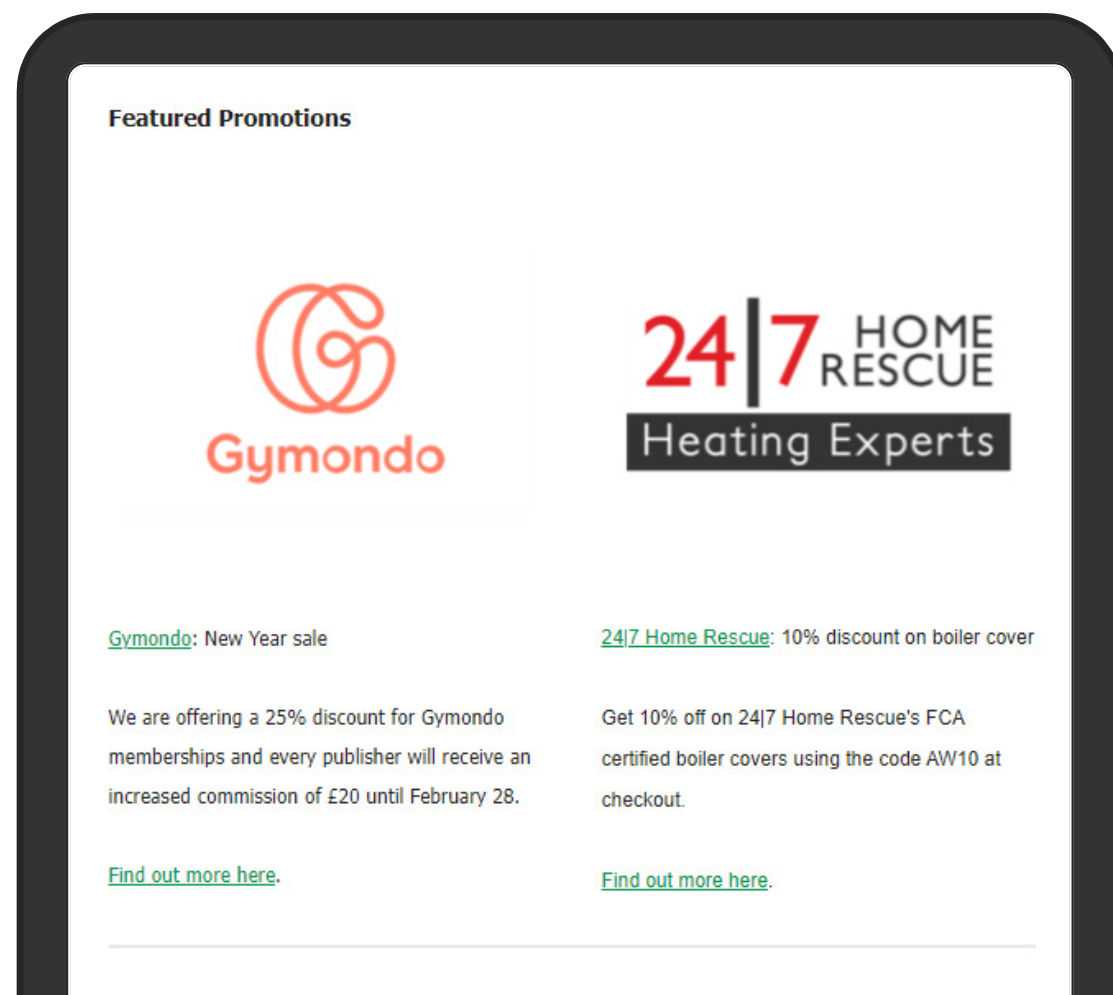 Featured Promotions
Gymondo
24|7 HOME
RESCUE
Heating Experts
Gymondo: New Year sale
We are offering a 25% discount for Gymondo
memberships and every publisher will receive an
increased commission of £20 until February 28.
Find out more here.
24|7 Home Rescue: 10% discount on boiler cover
Get 10% off on 24|7 Home Rescue's FCA
certified boiler covers using the code AW10 at
checkout.
Find out more here.